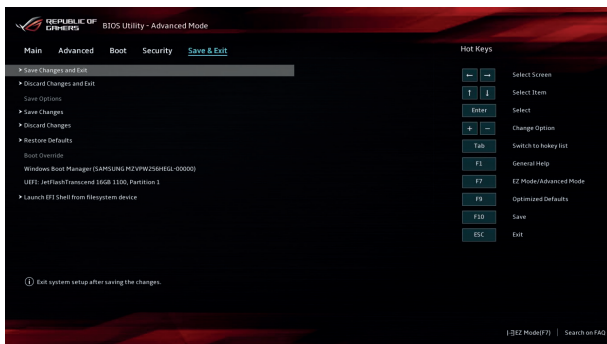 REPUBLIC OF GAMERS BIOS Utility - Advanced Mode
Main Advanced Boot Security Save & Exit
Hot Keys
➤ Save Changes and Exit
➤ Discard Changes and Exit
Save Options
➤ Save Changes
➤ Discard Changes
➤ Restore Defaults
Boot Override
Windows Boot Manager (SAMSUNG MZVPW256HEGL-00000)
UEFI: JetFlashTranscend 16GB 1100, Partition 1
➤ Launch EFI Shell from filesystem device
← → Select Screen
↑ ↓ Select Item
Enter Select
+ − Change Option
Tab Switch to hokey list
F1 General Help
F7 EZ Mode/Advanced Mode
F9 Optimized Defaults
F10 Save
ESC Exit
i Exit system setup after saving the changes.
EZ Mode(F7) | Search on FAQ